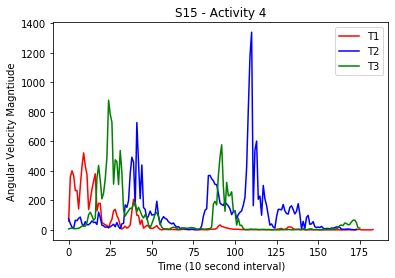 S15 - Activity 4
1400
1200
1000
800
600
400
200
0
Angular Velocity Magntiude
T1
T2
T3
0
25
50
75
100
125
150
175
Time (10 second interval)